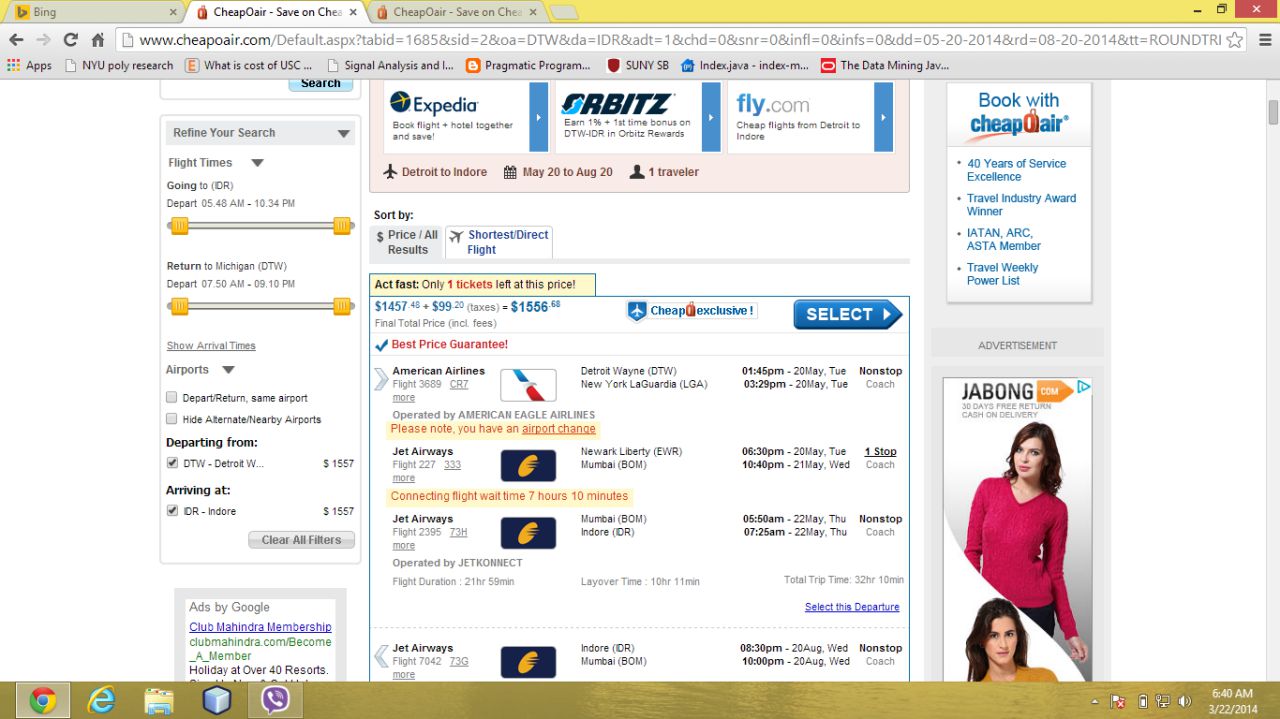 Bing
CheapOair - Save on Chea
CheapOair - Save on Chea
www.cheapoair.com/Default.aspx?tabid=1685&sid=2&oa=DTW&da=IDR&adt=1&chd=0&snr=0&infl=0&infs=0&dd=05-20-2014&rd=08-20-2014&tt=ROUNDTRI
Apps NYU poly research What is cost of USC ... Signal Analysis and I... Pragmatic Program... SUNY SB Index.java - index-m... The Data Mining Jav...
Search
Refine Your Search
Flight Times
Going to (IDR)
Depart 05.48 AM - 10.34 PM
Return to Michigan (DTW)
Depart 07.50 AM - 09.10 PM
Show Arrival Times
Airports
Depart/Return, same airport
Hide Alternate/Nearby Airports
Departing from:
DTW - Detroit W... $ 1557
Arriving at:
IDR - Indore $ 1557
Clear All Filters
Ads by Google
Club Mahindra Membership
clubmahindra.com/Become
_A_Member
Holiday at Over 40 Resorts.
Expedia
Book flight + hotel together
and save!
ORBITZ
Earn 1% + 1st time bonus on
DTW-IDR in Orbitz Rewards
fly.com
Cheap flights from Detroit to
Indore
Detroit to Indore May 20 to Aug 20 1 traveler
Sort by:
$ Price / All
Results
Shortest/Direct
Flight
Act fast: Only 1 tickets left at this price!
$1457.48 + $99.20 (taxes) = $1556.68
Final Total Price (incl. fees)
CheapOexclusive !
SELECT
Best Price Guarantee!
American Airlines Detroit Wayne (DTW) 01:45pm - 20May, Tue Nonstop
Flight 3689 CR7 New York LaGuardia (LGA) 03:29pm - 20May, Tue Coach
more
Operated by AMERICAN EAGLE AIRLINES
Please note, you have an airport change
Jet Airways Newark Liberty (EWR) 06:30pm - 20May, Tue 1 Stop
Flight 227 333 Mumbai (BOM) 10:40pm - 21May, Wed Coach
more
Connecting flight wait time 7 hours 10 minutes
Jet Airways Mumbai (BOM) 05:50am - 22May, Thu Nonstop
Flight 2395 73H Indore (IDR) 07:25am - 22May, Thu Coach
more
Operated by JETKONNECT
Flight Duration : 21hr 59min Layover Time : 10hr 11min Total Trip Time: 32hr 10min
Select this Departure
Jet Airways Indore (IDR) 08:30pm - 20Aug, Wed Nonstop
Flight 7042 73G Mumbai (BOM) 10:00pm - 20Aug, Wed Coach
more
Book with
cheapOair®
40 Years of Service
Excellence
Travel Industry Award
Winner
IATAN, ARC,
ASTA Member
Travel Weekly
Power List
ADVERTISEMENT
JABONG.COM
30 DAYS FREE RETURN
CASH ON DELIVERY
6:40 AM
3/22/2014